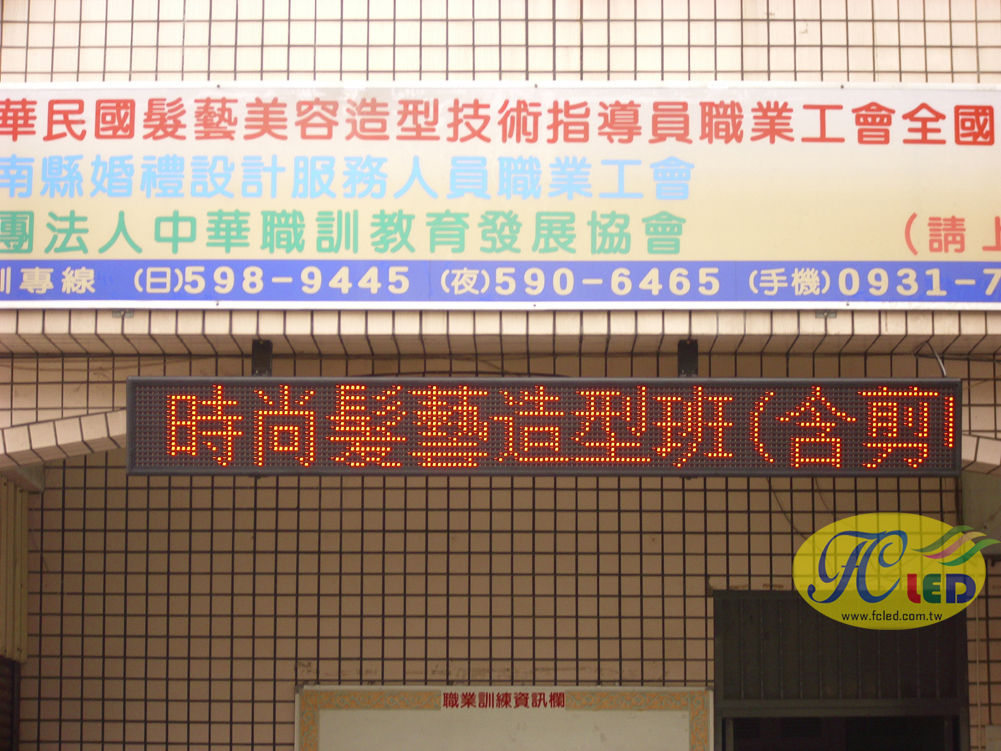 華民國髮藝美容造型技術指導員職業工會全國
南縣婚禮設計服務人員職業工會
團法人中華職訓教育發展協會 (請上
訓專線 (日)598-9445 (夜)590-6465 (手機)0931-7
時尚髮藝造型班(含剪
FC LED
www.fcled.com.tw
職業訓練資訊欄